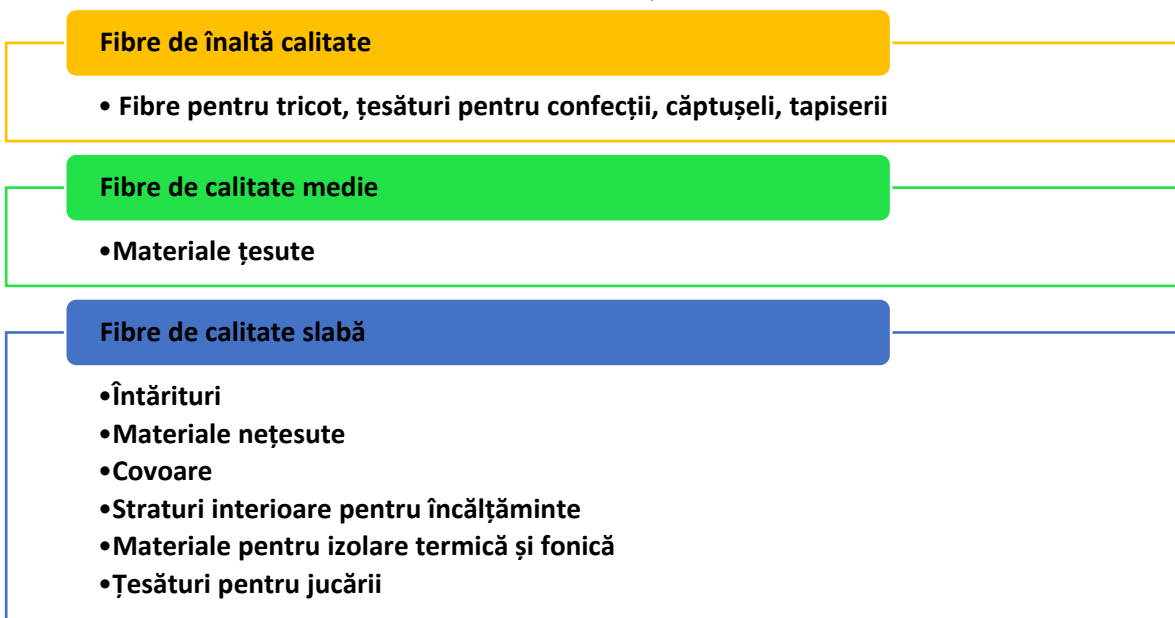 Fibre de înaltă calitate
• Fibre pentru tricot, țesături pentru confecții, căptușeli, tapiserii
Fibre de calitate medie
•Materiale țesute
Fibre de calitate slabă
•Întărituri
•Materiale nețesute
•Covoare
•Straturi interioare pentru încălțăminte
•Materiale pentru izolare termică și fonică
•Țesături pentru jucării